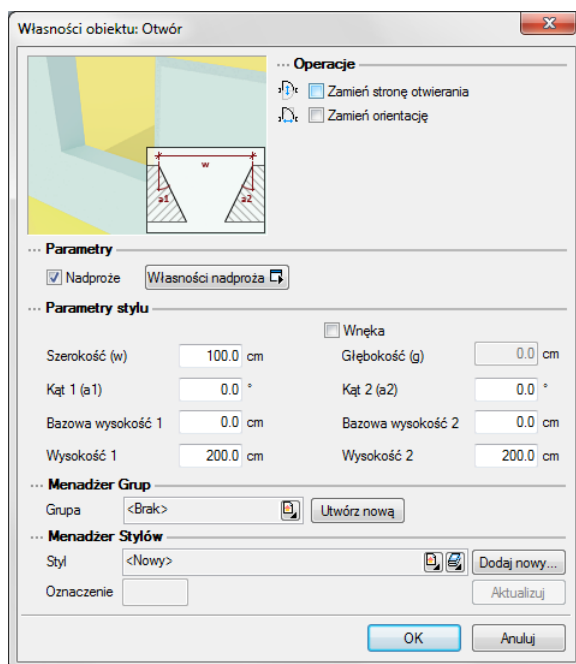 Własności obiektu: Otwór
Operacje
Zamień stronę otwierania
Zamień orientację
w
a1 a2
Parametry
Nadproże Własności nadproża
Parametry stylu
Wnęka
Szerokość (w) 100.0 cm Głębokość (g) 0.0 cm
Kąt 1 (a1) 0.0 ° Kąt 2 (a2) 0.0 °
Bazowa wysokość 1 0.0 cm Bazowa wysokość 2 0.0 cm
Wysokość 1 200.0 cm Wysokość 2 200.0 cm
Menadżer Grup
Grupa <Brak> Utwórz nową
Menadżer Stylów
Styl <Nowy> Dodaj nowy...
Oznaczenie Aktualizuj
OK Anuluj